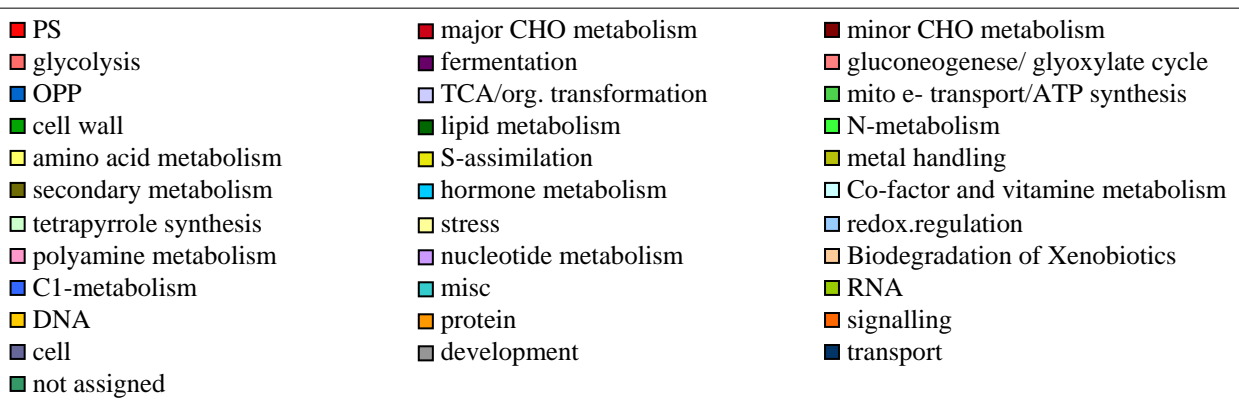 PS major CHO metabolism minor CHO metabolism
glycolysis fermentation gluconeogenese/ glyoxylate cycle
OPP TCA/org. transformation mito e- transport/ATP synthesis
cell wall lipid metabolism N-metabolism
amino acid metabolism S-assimilation metal handling
secondary metabolism hormone metabolism Co-factor and vitamine metabolism
tetrapyrrole synthesis stress redox.regulation
polyamine metabolism nucleotide metabolism Biodegradation of Xenobiotics
C1-metabolism misc RNA
DNA protein signalling
cell development transport
not assigned